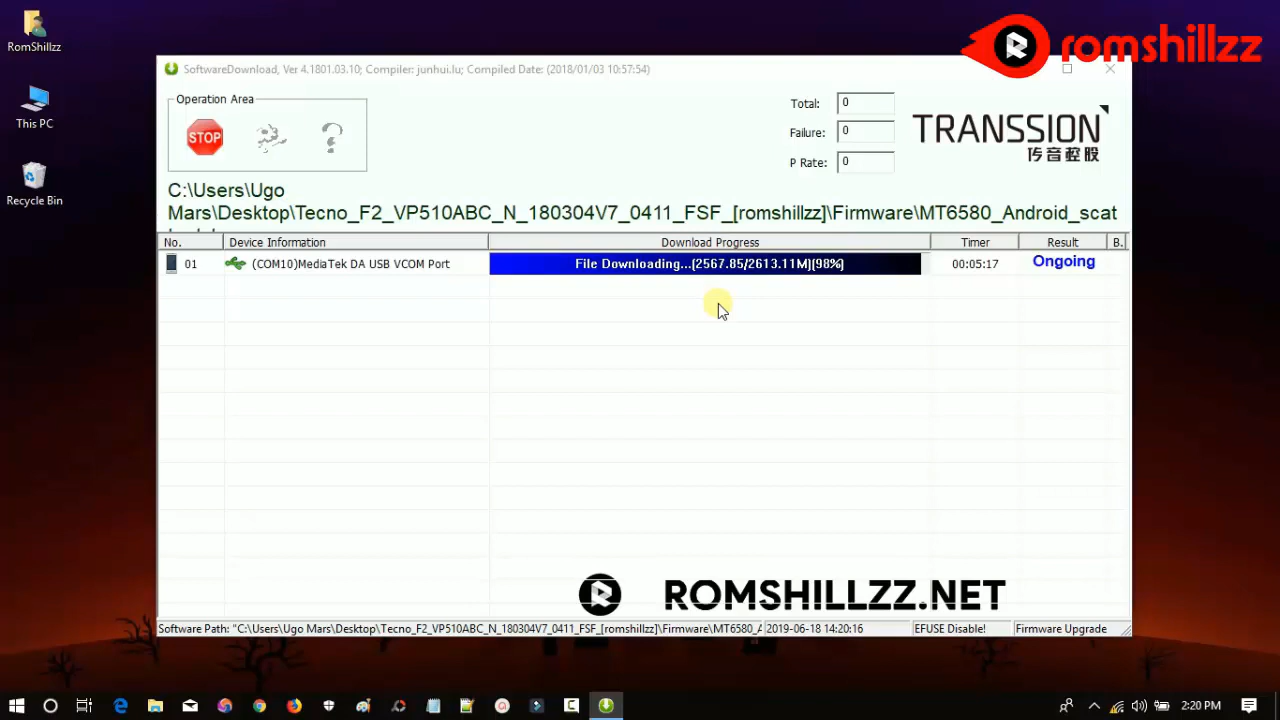 RomShillzz
This PC
Recycle Bin
romshillzz
SoftwareDownload, Ver 4.1801.03.10; Compiler: junhui.lu; Compiled Date: (2018/01/03 10:57:54)
Operation Area
STOP
Total: 0
Failure: 0
P Rate: 0
TRANSSION
传音控股
C:\Users\Ugo
Mars\Desktop\Tecno_F2_VP510ABC_N_180304V7_0411_FSF_[romshillzz]\Firmware\MT6580_Android_scat
No. Device Information Download Progress Timer Result B.
01 (COM10)MediaTek DA USB VCOM Port File Downloading...(2567.85/2613.11M)(98%) 00:05:17 Ongoing
ROMSHILLZZ.NET
Software Path: "C:\Users\Ugo Mars\Desktop\Tecno_F2_VP510ABC_N_180304V7_0411_FSF_[romshillzz]\Firmware\MT6580_A 2019-06-18 14:20:16 EFUSE Disable! Firmware Upgrade
2:20 PM